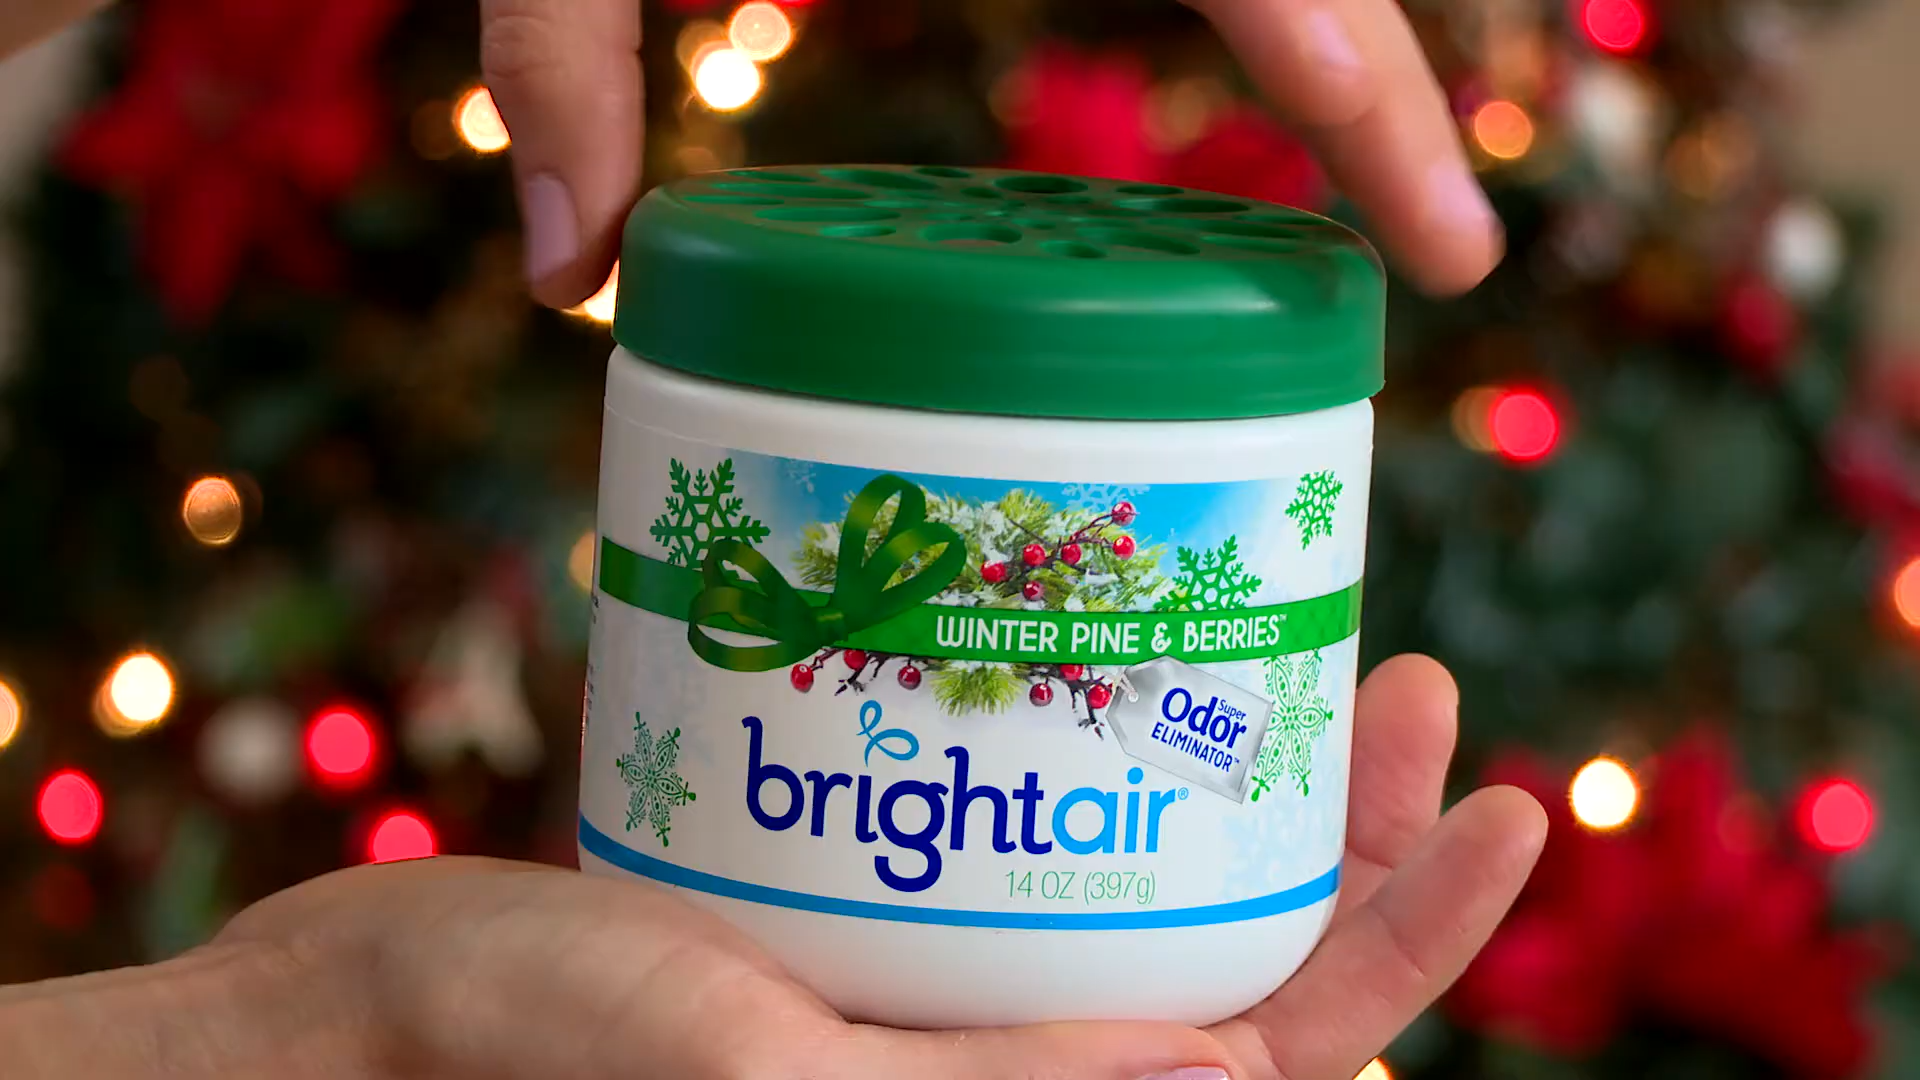 WINTER PINE & BERRIES™
Super
Odor
ELIMINATOR™
brightair®
14 OZ (397g)